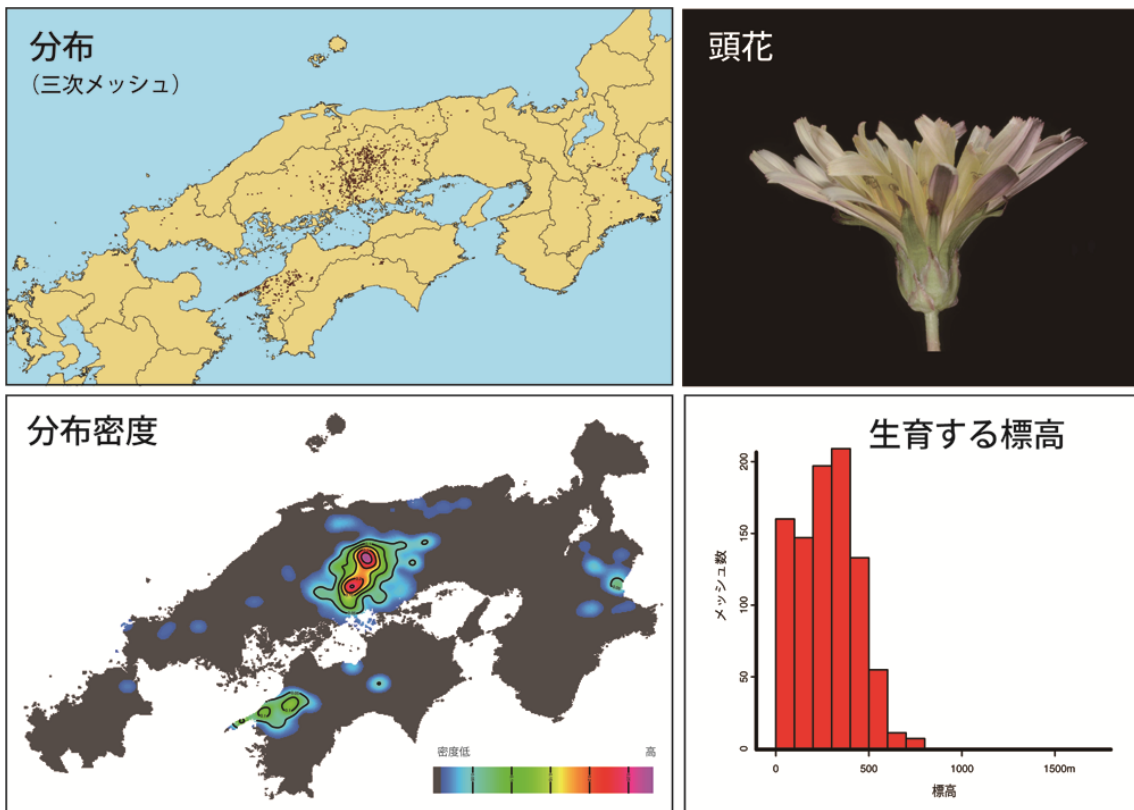 分布
(三次メッシュ)
頭花
分布密度
密度低
高
生育する標高
メッシュ数
200
150
100
50
0
0
500
1000
1500m
標高